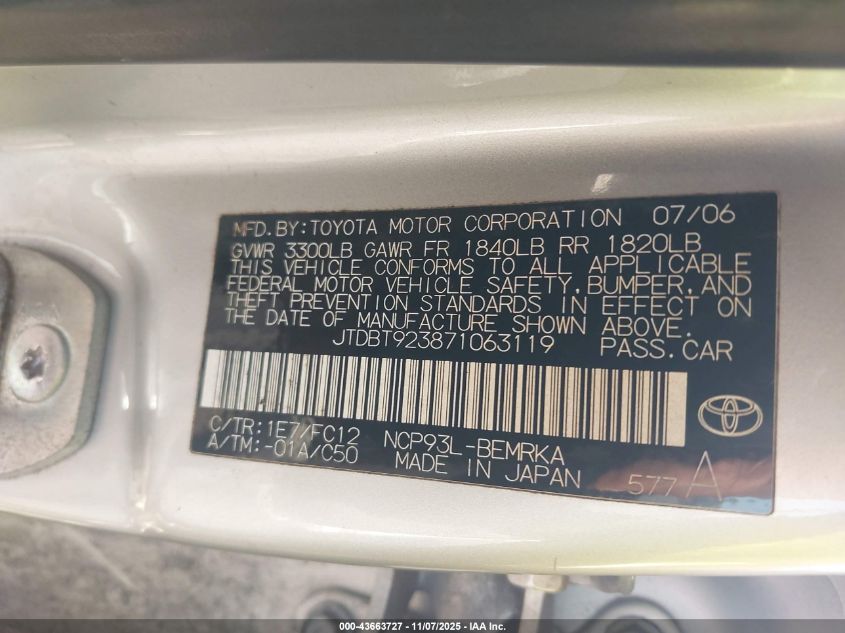 MFD.BY:TOYOTA MOTOR CORPORATION 07/06
GVWR 3300LB GAWR FR 1840LB RR 1820LB
THIS VEHICLE CONFORMS TO ALL APPLICABLE
FEDERAL MOTOR VEHICLE SAFETY,BUMPER,AND
THEFT PREVENTION STANDARDS IN EFFECT ON
THE DATE OF MANUFACTURE SHOWN ABOVE.
JTDBT923871063119 PASS.CAR
C/TR:1E7/FC12 NCP93L-BEMRKA
A/TM:-01A/C50 MADE IN JAPAN 577 A
000-43663727 - 11/07/2025 - IAA Inc.